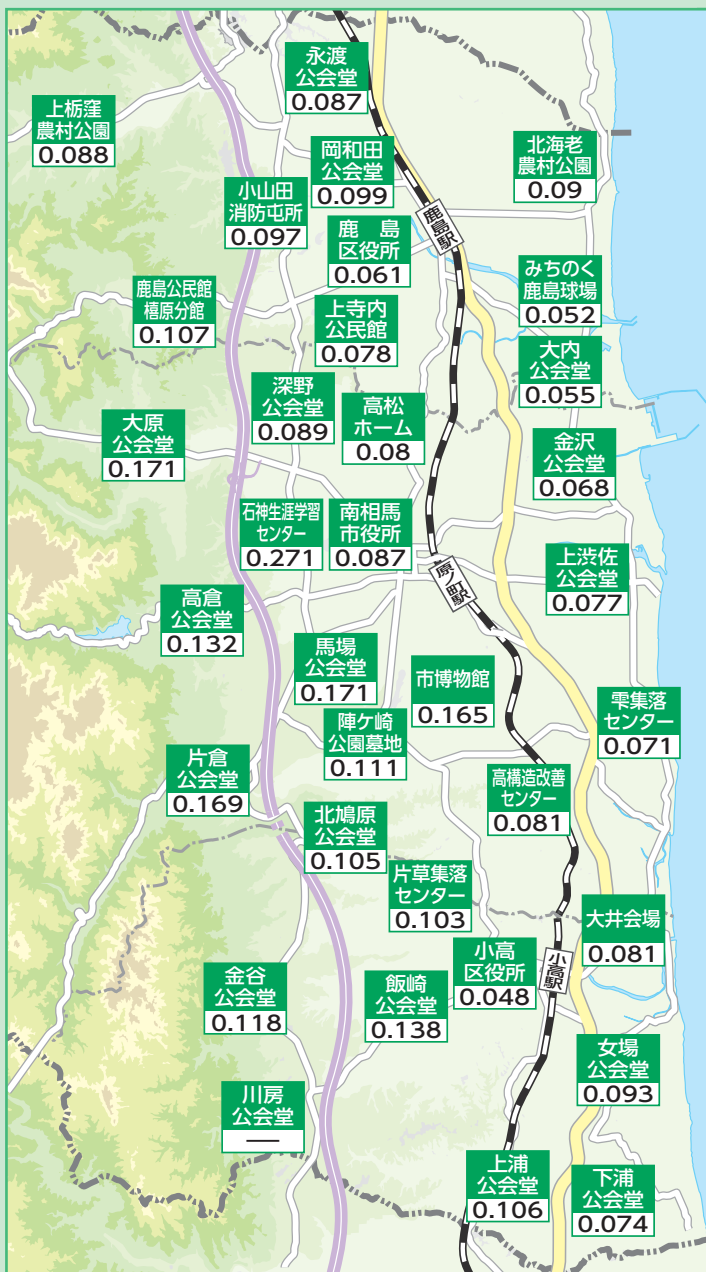 永渡
公会堂
0.087
上栃窪
農村公園
0.088
岡和田
公会堂
0.099
北海老
農村公園
0.09
小山田
消防屯所
0.097
鹿島駅
鹿　島
区役所
0.061
みちのく
鹿島球場
0.052
鹿島公民館
橲原分館
0.107
上寺内
公民館
0.078
大内
公会堂
0.055
深野
公会堂
0.089
高松
ホーム
0.08
大原
公会堂
0.171
金沢
公会堂
0.068
石神生涯学習
センター
0.271
南相馬
市役所
0.087
原ノ町駅
上渋佐
公会堂
0.077
高倉
公会堂
0.132
馬場
公会堂
0.171
市博物館
0.165
雫集落
センター
0.071
陣ケ崎
公園墓地
0.111
片倉
公会堂
0.169
高構造改善
センター
0.081
北鳩原
公会堂
0.105
片草集落
センター
0.103
大井会場
0.081
小高
区役所
0.048
小高駅
金谷
公会堂
0.118
飯崎
公会堂
0.138
女場
公会堂
0.093
川房
公会堂
―
上浦
公会堂
0.106
下浦
公会堂
0.074